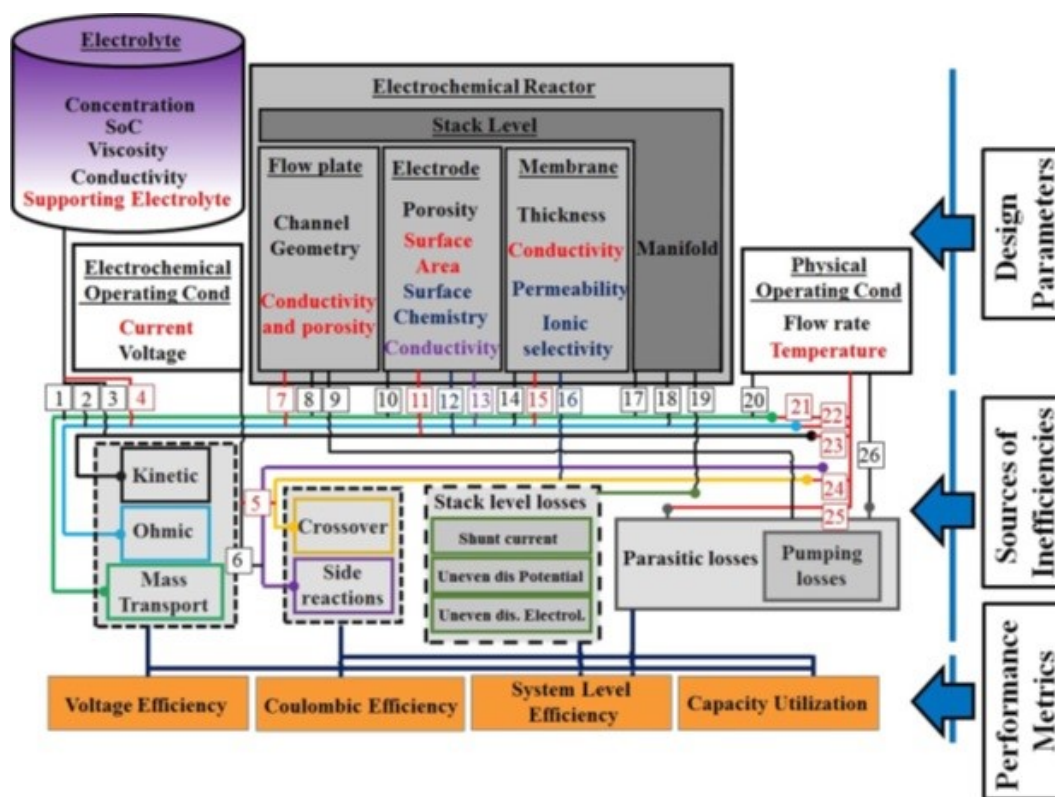 Electrolyte
Concentration
SoC
Viscosity
Conductivity
Supporting Electrolyte
Electrochemical
Operating Cond
Current
Voltage
Electrochemical Reactor
Stack Level
Flow plate
Channel
Geometry
Conductivity
and porosity
Electrode
Porosity
Surface
Area
Surface
Chemistry
Conductivity
Membrane
Thickness
Conductivity
Permeability
Ionic
selectivity
Manifold
Physical
Operating Cond
Flow rate
Temperature
Design
Parameters
1 2 3 4 7 8 9 10 11 12 13 14 15 16 17 18 19 20 21 22
23
26
24
25
5
6
Kinetic
Ohmic
Mass
Transport
Crossover
Side
reactions
Stack level losses
Shunt current
Uneven dis Potential
Uneven dis. Electrol.
Parasitic losses
Pumping
losses
Sources of
Inefficiencies
Voltage Efficiency
Coulombic Efficiency
System Level
Efficiency
Capacity Utilization
Performance
Metrics